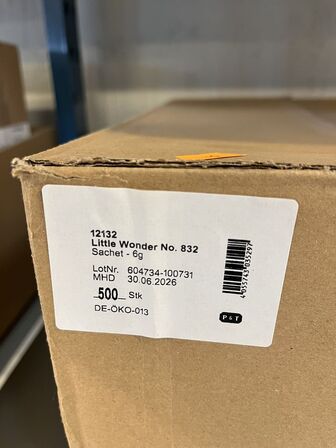 12132
Little Wonder No. 832
Sachet - 6g
LotNr. 604734-100731
MHD 30.06.2026
500 Stk
DE-ÖKO-013
P & T
4055743035297